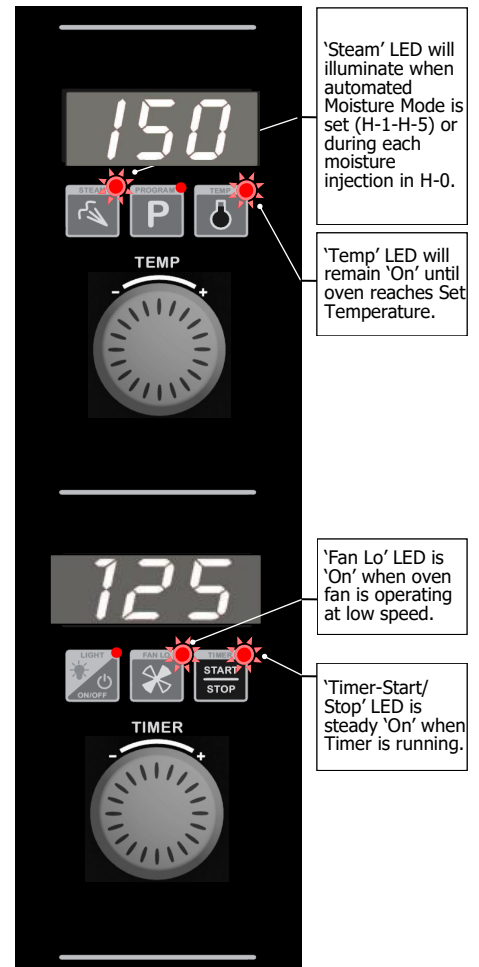 150
STEAM
PROGRAM
TEMP
P
TEMP
- +
125
LIGHT
FAN LO
TIMER
ON/OFF
START
STOP
TIMER
- +
‘Steam’ LED will
illuminate when
automated
Moisture Mode is
set (H-1-H-5) or
during each
moisture
injection in H-0.
‘Temp’ LED will
remain ‘On’ until
oven reaches Set
Temperature.
‘Fan Lo’ LED is
‘On’ when oven
fan is operating
at low speed.
‘Timer-Start/
Stop’ LED is
steady ‘On’ when
Timer is running.